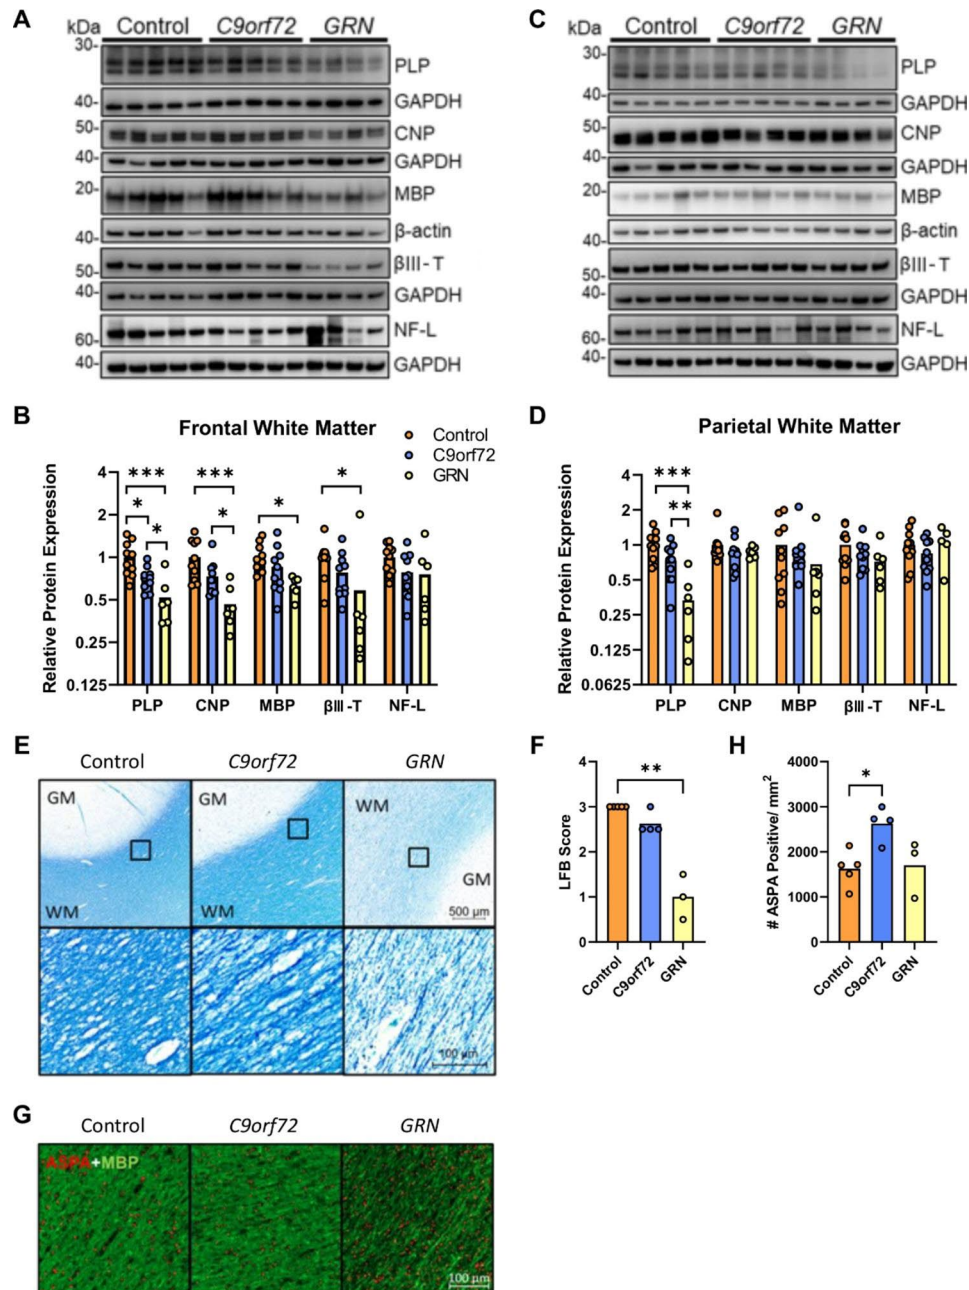 A
kDa Control C9orf72 GRN
30-
PLP
40-
GAPDH
50-
CNP
40-
GAPDH
20-
MBP
40-
β-actin
50-
βIII-T
40-
GAPDH
60-
NF-L
40-
GAPDH
C
kDa Control C9orf72 GRN
30-
PLP
40-
GAPDH
50-
CNP
40-
GAPDH
20-
MBP
40-
β-actin
50-
βIII-T
40-
GAPDH
60-
NF-L
40-
GAPDH
B
Frontal White Matter
Control
C9orf72
GRN
Relative Protein Expression
4
2
1
0.5
0.25
0.125
*** * * *** * * *
PLP CNP MBP βIII-T NF-L
D
Parietal White Matter
Relative Protein Expression
4
2
1
0.5
0.25
0.125
0.0625
*** **
PLP CNP MBP βIII-T NF-L
E
Control C9orf72 GRN
GM GM WM
WM WM GM
500 µm
100 µm
F
LFB Score
4
3
2
1
0
**
Control C9orf72 GRN
H
# ASPA Positive/ mm²
4000
3000
2000
1000
0
*
Control C9orf72 GRN
G
Control C9orf72 GRN
ASPA+MBP
100 µm